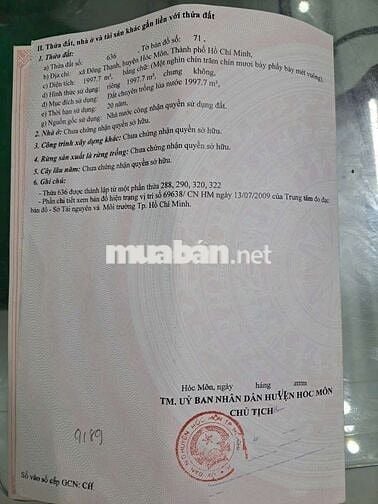 II. Thửa đất, nhà ở và tài sản khác gắn liền với thửa đất
1. Thửa đất:
a) Thửa đất số: 636 , Tờ bản đồ số: 71 .
b) Địa chỉ: xã Đông Thạnh, huyện Hóc Môn, Thành phố Hồ Chí Minh,
c) Diện tích: 1997.7 m², bằng chữ: (Một nghìn chín trăm chín mươi bảy phẩy bảy mét vuông),
d) Hình thức sử dụng: riêng 1997.7 m², chung không,
đ) Mục đích sử dụng: Đất chuyên trồng lúa nước 1997.7 m²,
e) Thời hạn sử dụng: 20 năm.
g) Nguồn gốc sử dụng: Nhà nước công nhận quyền sử dụng đất.
2. Nhà ở: Chưa chứng nhận quyền sở hữu.
3. Công trình xây dựng khác: Chưa chứng nhận quyền sở hữu.
4. Rừng sản xuất là rừng trồng: Chưa chứng nhận quyền sở hữu.
5. Cây lâu năm: Chưa chứng nhận quyền sở hữu.
6. Ghi chú:
- Thửa 636 được thành lập từ một phần thửa 288, 290, 320, 322
- Phần chi tiết xem bản đồ hiện trạng vị trí số 69638/ CN HM ngày 13/07/2009 của Trung tâm đo đạc
bản đồ - Sở Tài nguyên và Môi trường Tp. Hồ Chí Minh.
muaban.net
Hóc Môn, ngày tháng năm
TM. UỶ BAN NHÂN DÂN HUYỆN HÓC MÔN
CHỦ TỊCH
9189
Số vào sổ cấp GCN: CH